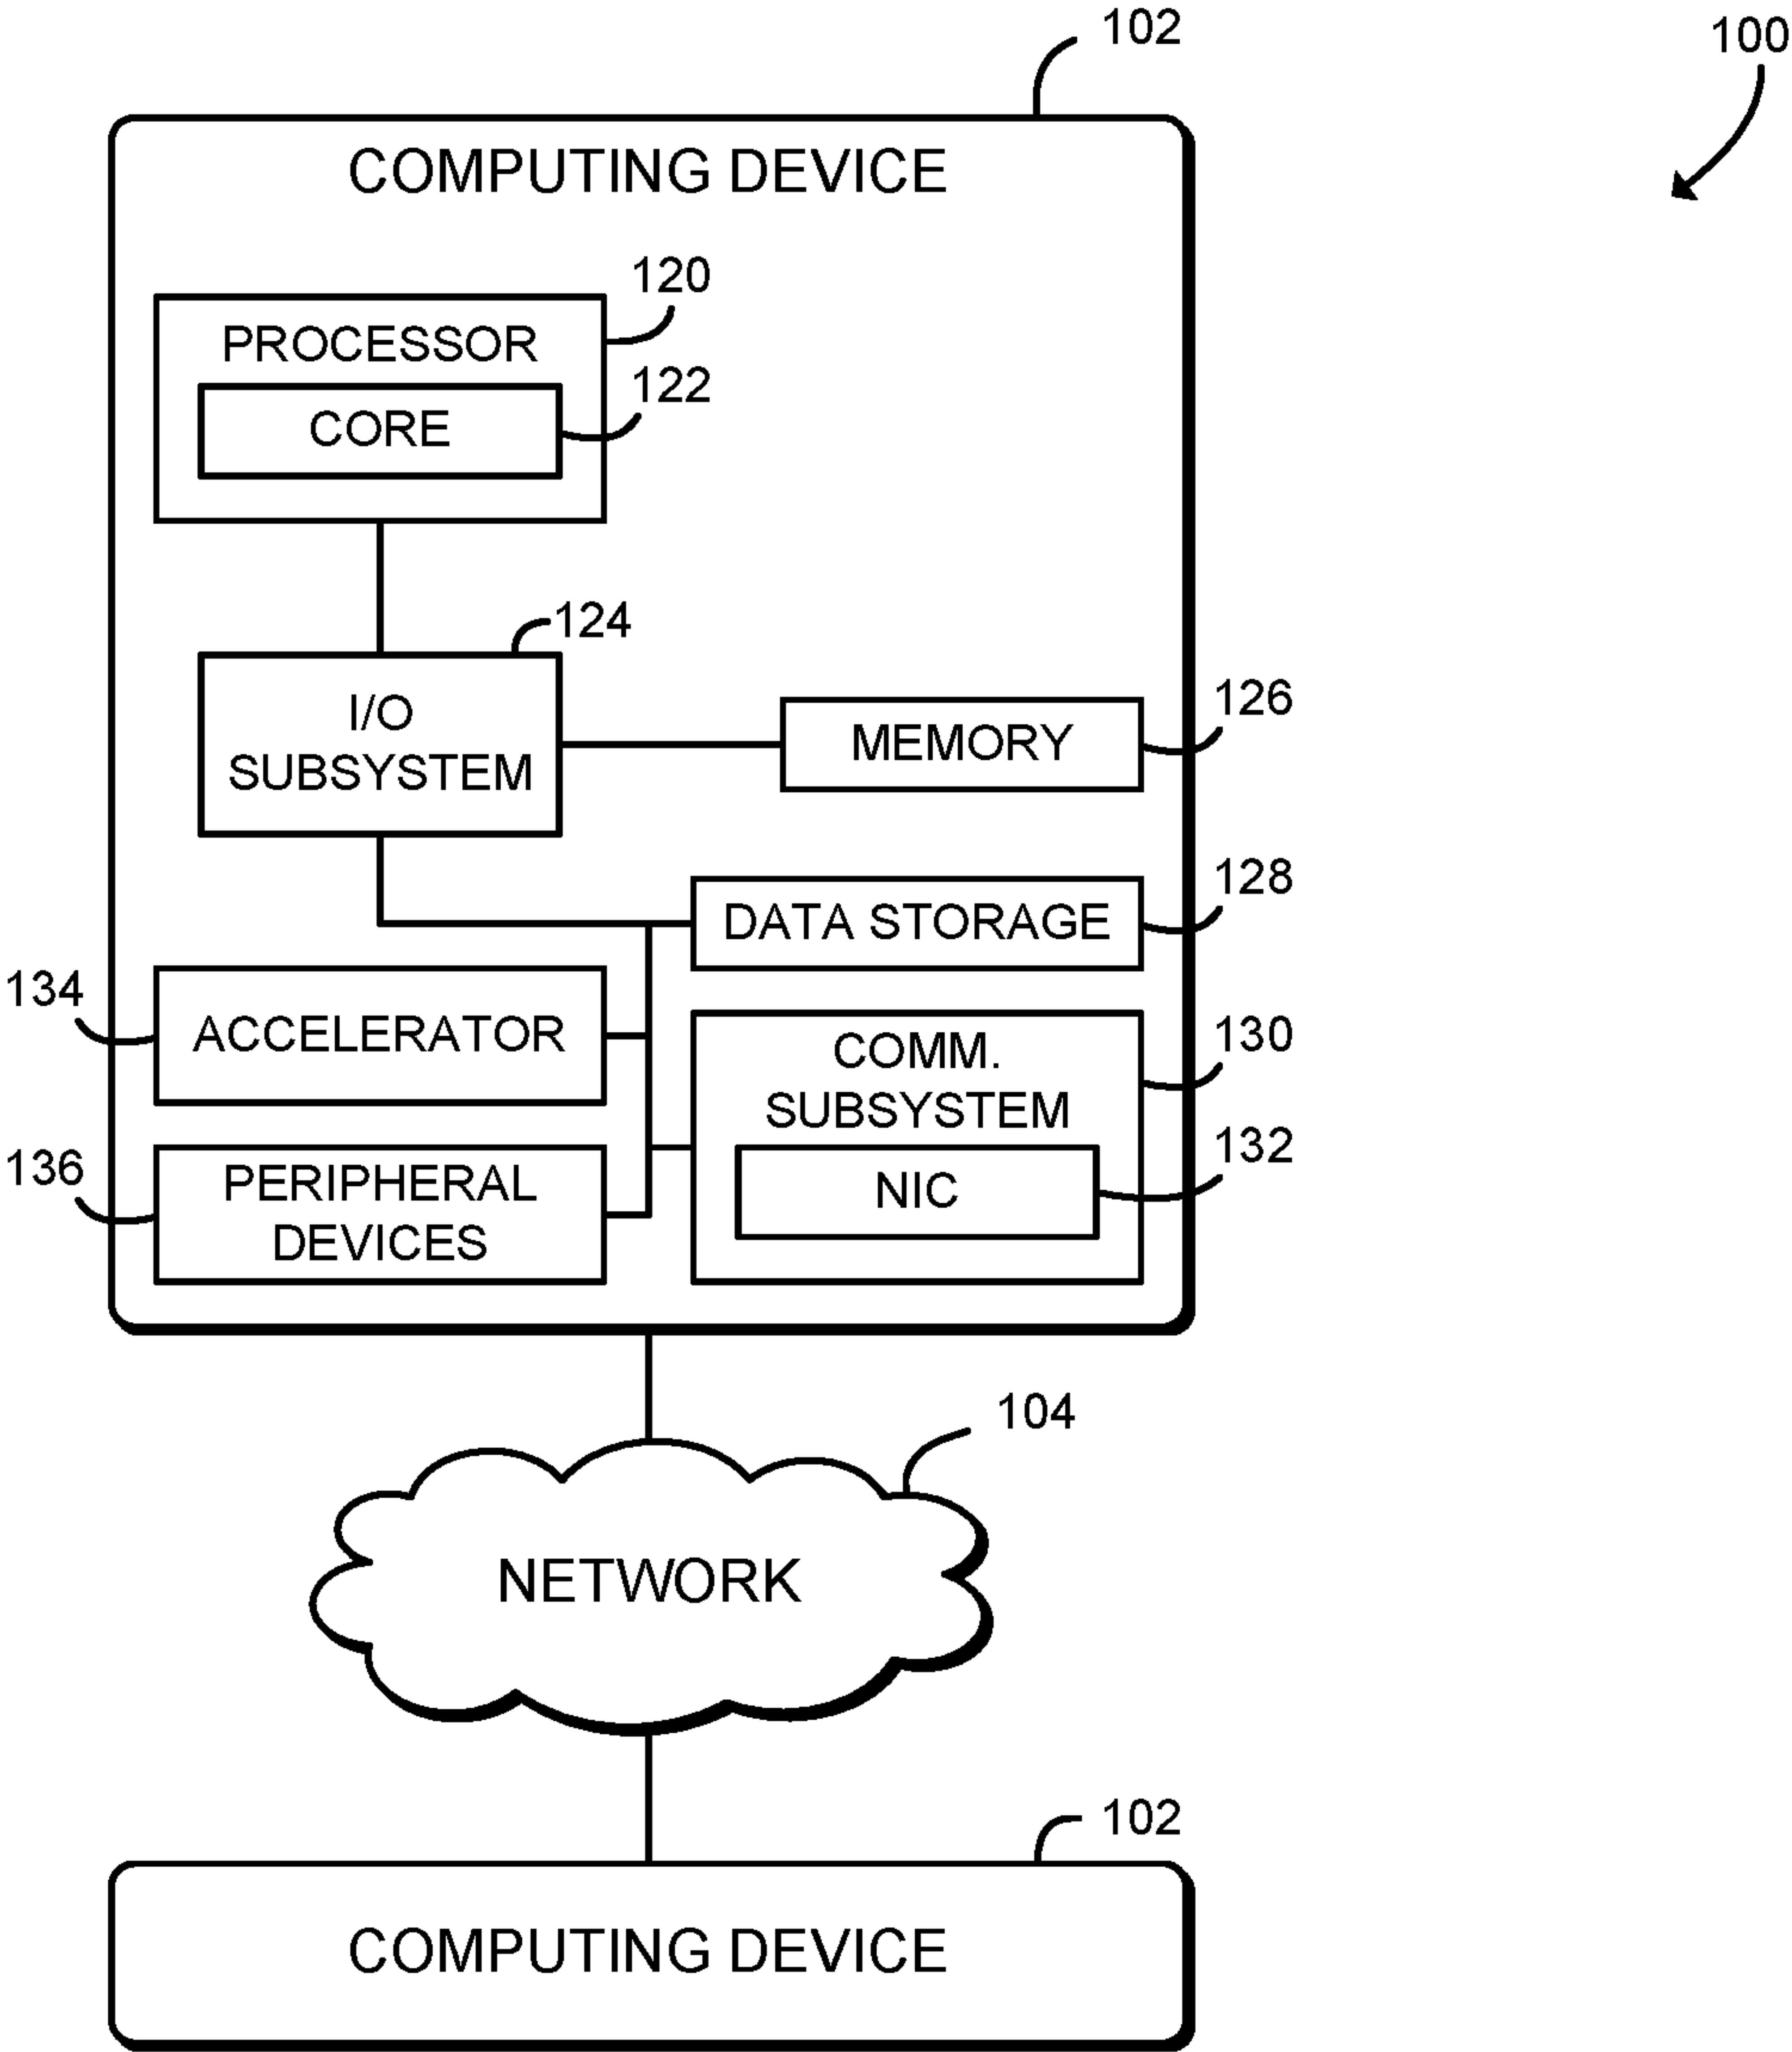 102
100
COMPUTING DEVICE
120
PROCESSOR
122
CORE
124
I/O
SUBSYSTEM
126
MEMORY
128
DATA STORAGE
134
ACCELERATOR
130
COMM.
SUBSYSTEM
136
PERIPHERAL
DEVICES
132
NIC
104
NETWORK
102
COMPUTING DEVICE